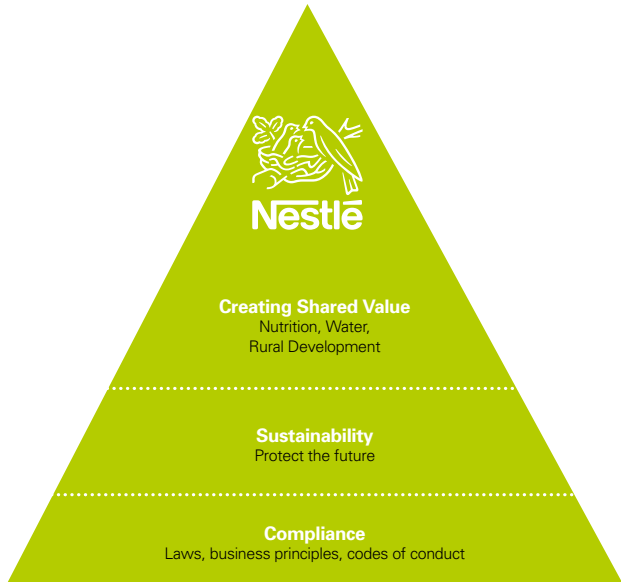 Nestlé
Creating Shared Value
Nutrition, Water,
Rural Development
Sustainability
Protect the future
Compliance
Laws, business principles, codes of conduct